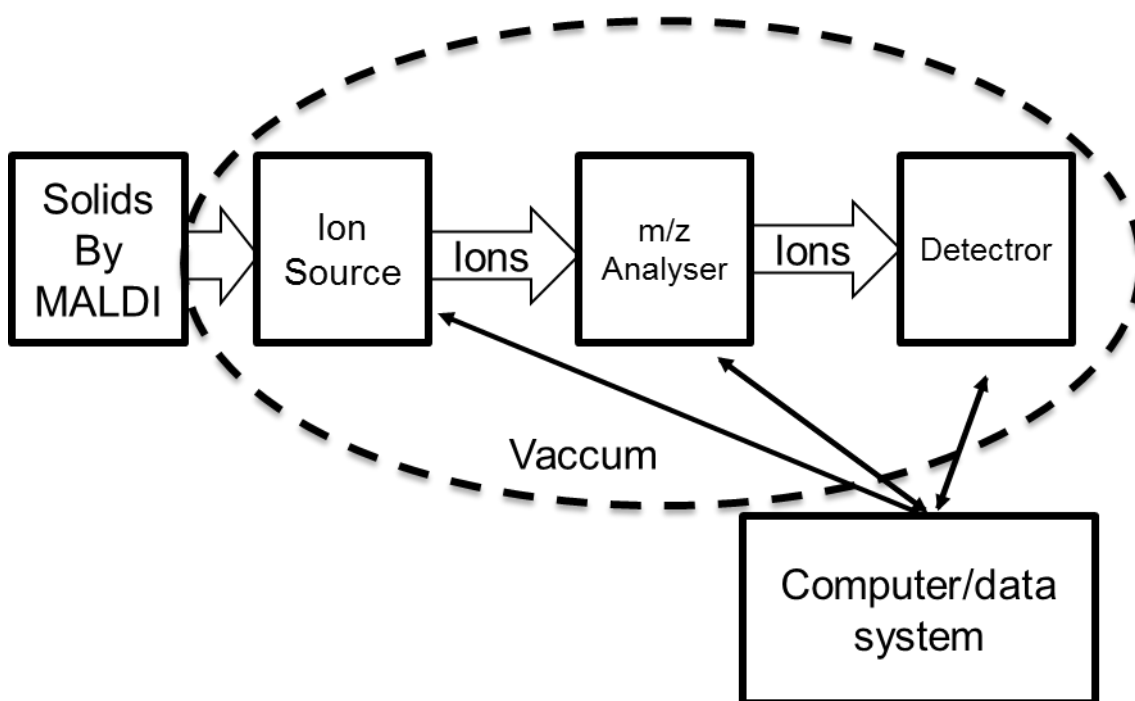 Solids
By
MALDI
Ion
Source
Ions
m/z
Analyser
Ions
Detectror
Vaccum
Computer/data
system